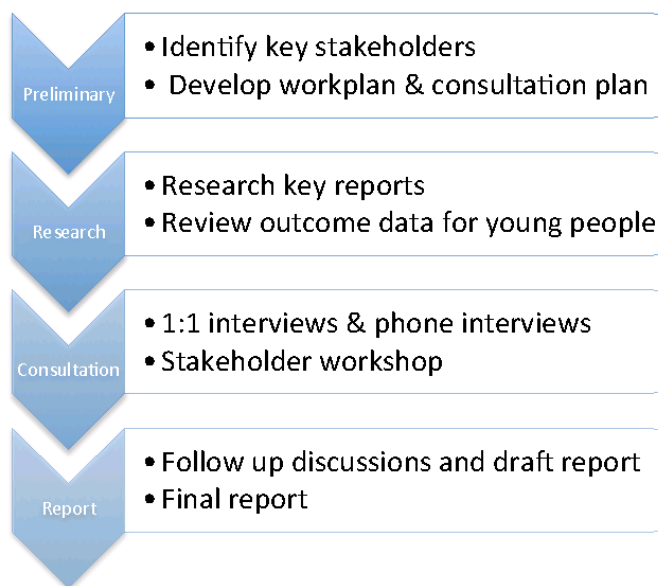 Preliminary
• Identify key stakeholders
• Develop workplan & consultation plan
Research
• Research key reports
• Review outcome data for young people
Consultation
• 1:1 interviews & phone interviews
• Stakeholder workshop
Report
• Follow up discussions and draft report
• Final report